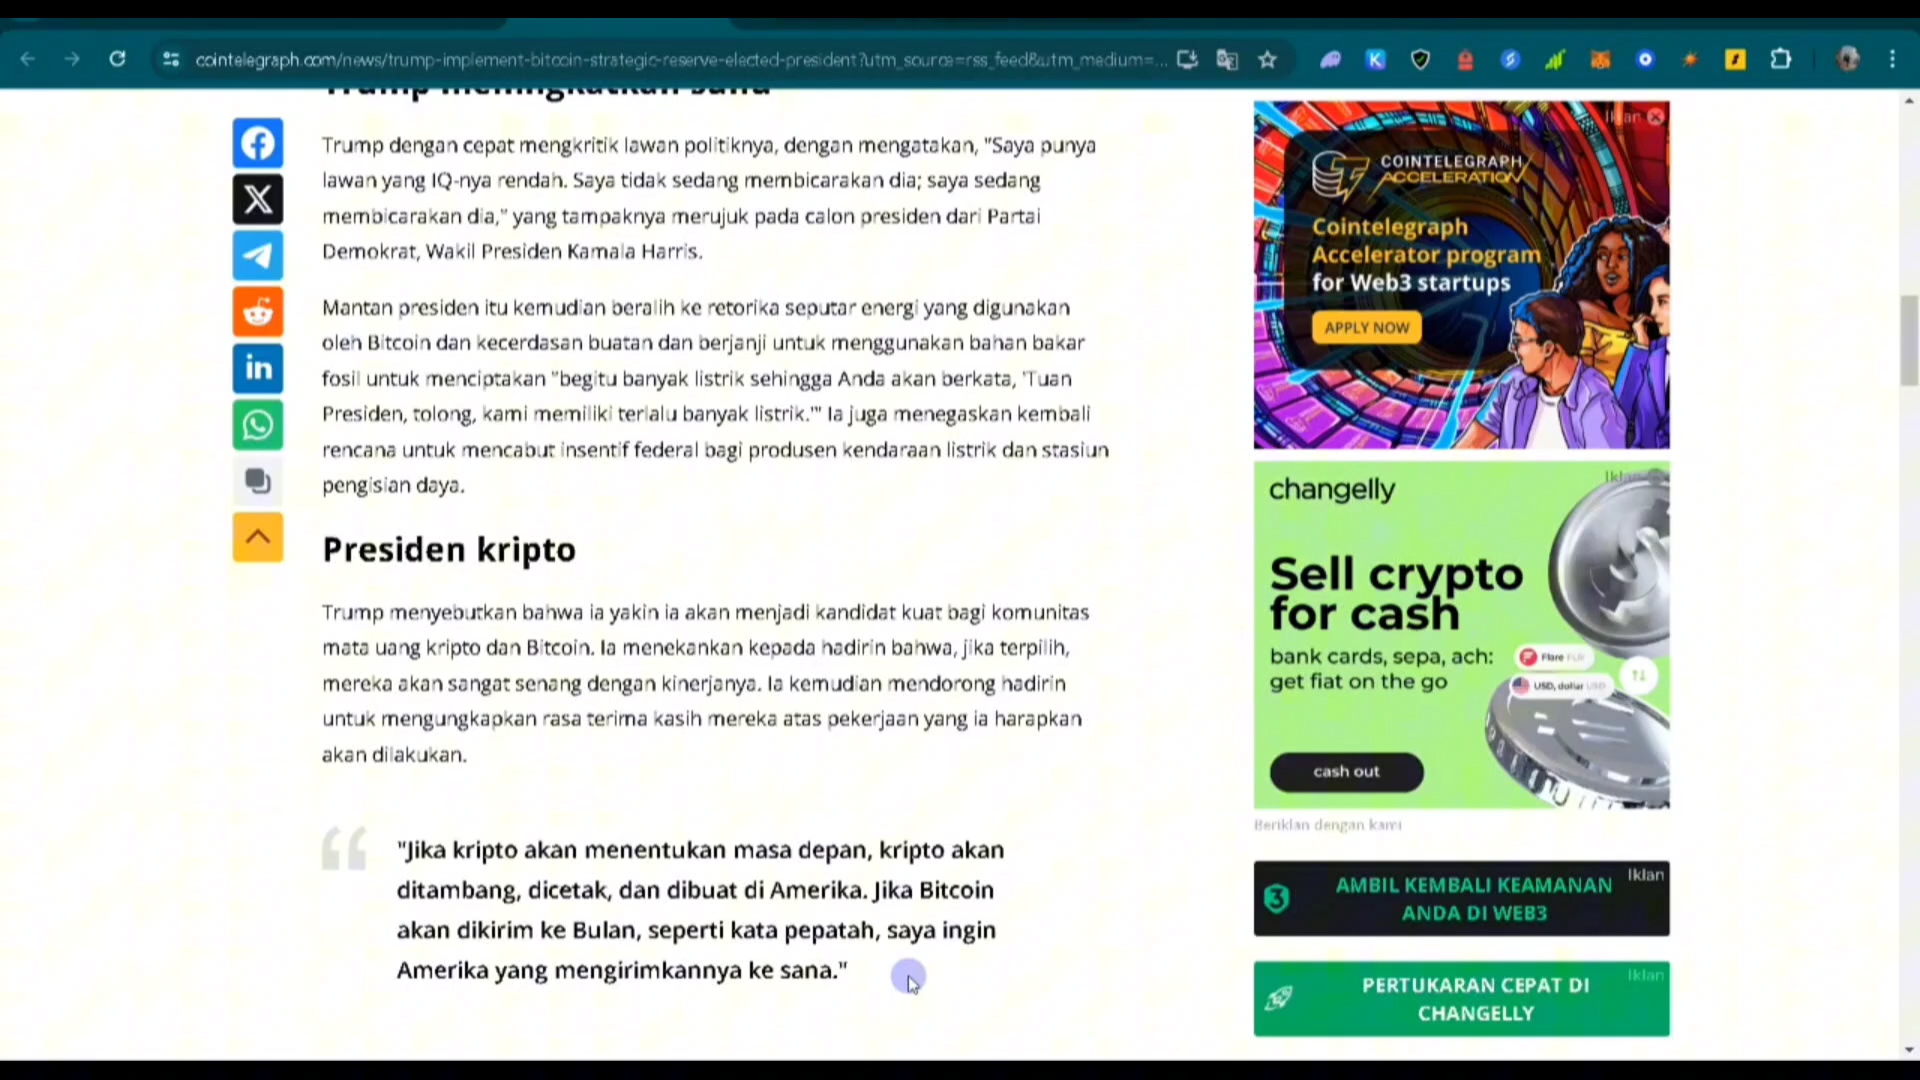 cointelegraph.com/news/trump-implement-bitcoin-strategic-reserve-elected-president?utm_source=rss_feed&utm_medium=...
Trump meningkatkan
Trump dengan cepat mengkritik lawan politiknya, dengan mengatakan, "Saya punya
lawan yang IQ-nya rendah. Saya tidak sedang membicarakan dia; saya sedang
membicarakan dia," yang tampaknya merujuk pada calon presiden dari Partai
Demokrat, Wakil Presiden Kamala Harris.
Mantan presiden itu kemudian beralih ke retorika seputar energi yang digunakan
oleh Bitcoin dan kecerdasan buatan dan berjanji untuk menggunakan bahan bakar
fosil untuk menciptakan "begitu banyak listrik sehingga Anda akan berkata, 'Tuan
Presiden, tolong, kami memiliki terlalu banyak listrik.'" Ia juga menegaskan kembali
rencana untuk mencabut insentif federal bagi produsen kendaraan listrik dan stasiun
pengisian daya.
Presiden kripto
Trump menyebutkan bahwa ia yakin ia akan menjadi kandidat kuat bagi komunitas
mata uang kripto dan Bitcoin. Ia menekankan kepada hadirin bahwa, jika terpilih,
mereka akan sangat senang dengan kinerjanya. Ia kemudian mendorong hadirin
untuk mengungkapkan rasa terima kasih mereka atas pekerjaan yang ia harapkan
akan dilakukan.
"Jika kripto akan menentukan masa depan, kripto akan
ditambang, dicetak, dan dibuat di Amerika. Jika Bitcoin
akan dikirim ke Bulan, seperti kata pepatah, saya ingin
Amerika yang mengirimkannya ke sana."
Iklan
COINTELEGRAPH
ACCELERATION
Cointelegraph
Accelerator program
for Web3 startups
APPLY NOW
Iklan
changelly
Sell crypto
for cash
bank cards, sepa, ach:
get fiat on the go
Flare FLR
USD, dollar USD
cash out
Beriklan dengan kami
Iklan
AMBIL KEMBALI KEAMANAN
ANDA DI WEB3
Iklan
PERTUKARAN CEPAT DI
CHANGELLY